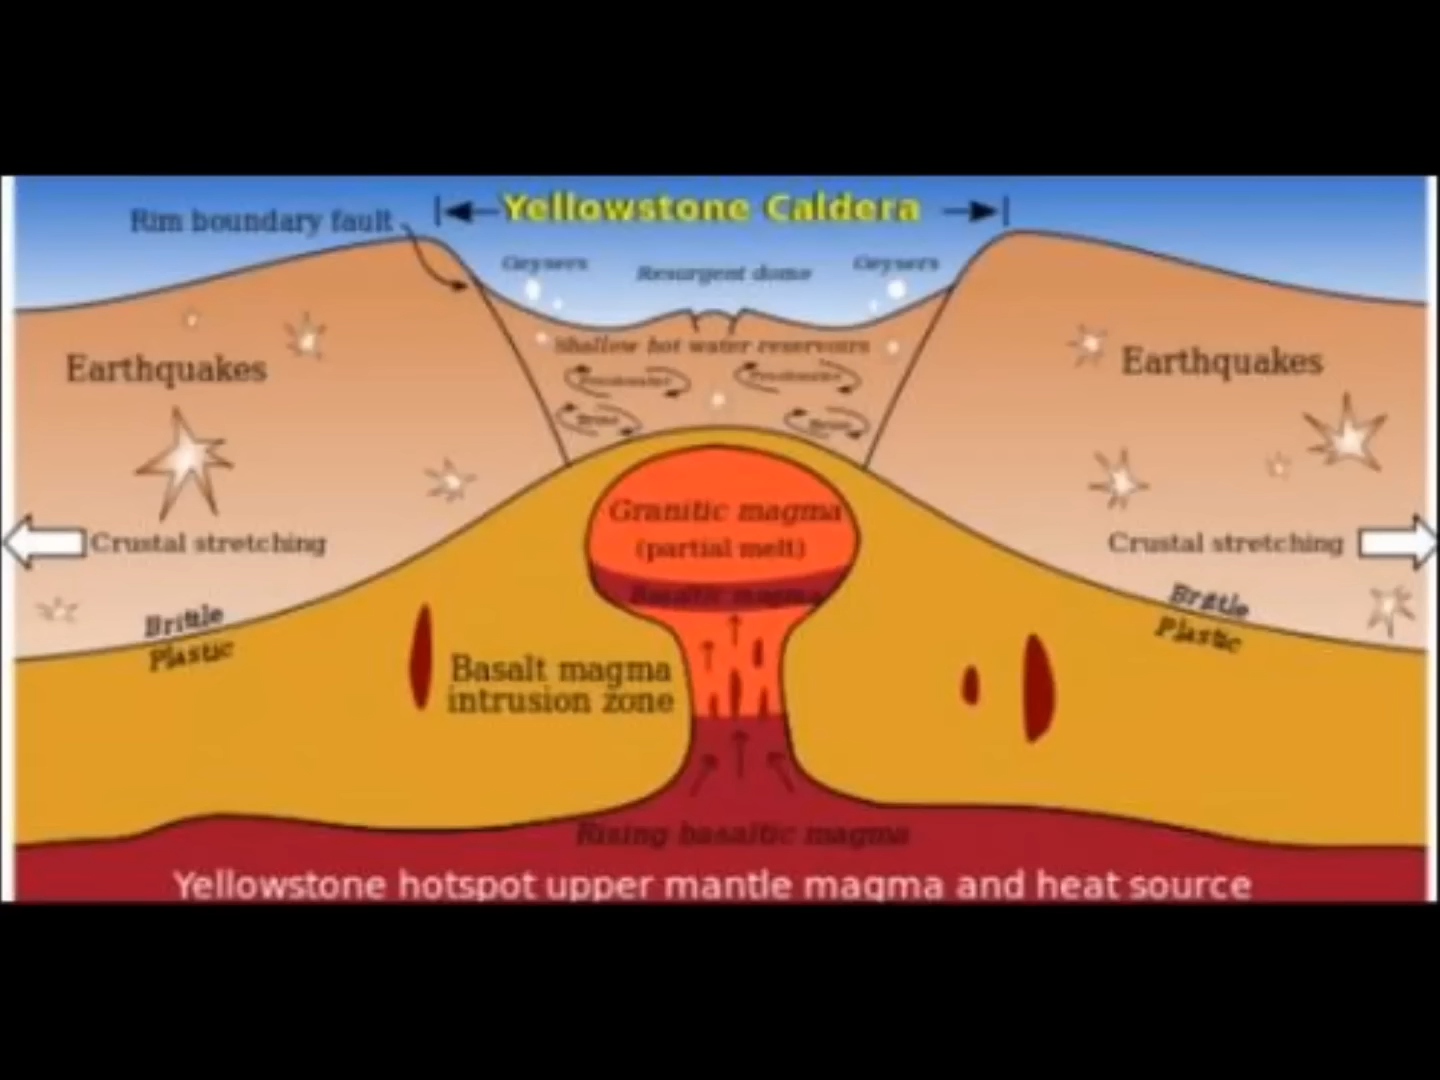 Yellowstone Caldera
Rim boundary fault
Geysers
Resurgent dome
Geysers
Shallow hot water reservoirs
Earthquakes
Earthquakes
Granitic magma
(partial melt)
Crustal stretching
Crustal stretching
Basaltic magma
Brittle
Plastic
Brittle
Plastic
Basalt magma
intrusion zone
Rising basaltic magma
Yellowstone hotspot upper mantle magma and heat source